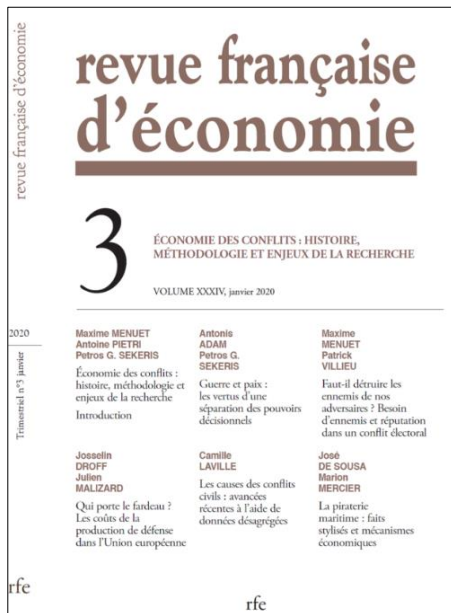 revue française d'économie
2020
Trimestriel n°3 janvier
rfe
revue française
d'économie
3
ÉCONOMIE DES CONFLITS : HISTOIRE,
MÉTHODOLOGIE ET ENJEUX DE LA RECHERCHE
VOLUME XXXIV, janvier 2020
Maxime MENUET
Antoine PIETRI
Petros G. SEKERIS
Économie des conflits :
histoire, méthodologie et
enjeux de la recherche
Introduction
Antonis
ADAM
Petros G.
SEKERIS
Guerre et paix :
les vertus d'une
séparation des pouvoirs
décisionnels
Maxime
MENUET
Patrick
VILLIEU
Faut-il détruire les
ennemis de nos
adversaires ? Besoin
d'ennemis et réputation
dans un conflit électoral
Josselin
DROFF
Julien
MALIZARD
Qui porte le fardeau ?
Les coûts de la
production de défense
dans l'Union européenne
Camille
LAVILLE
Les causes des conflits
civils : avancées
récentes à l'aide de
données désagrégées
José
DE SOUSA
Marion
MERCIER
La piraterie
maritime : faits
stylisés et mécanismes
économiques
rfe